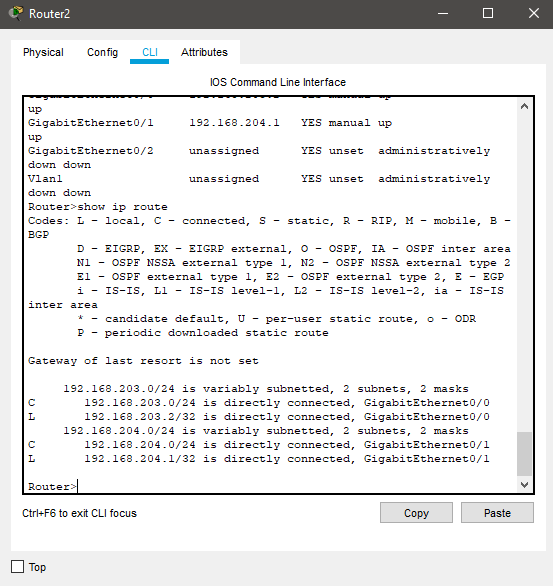 Router2
Physical Config CLI Attributes
IOS Command Line Interface
up
GigabitEthernet0/1 192.168.204.1 YES manual up
up
GigabitEthernet0/2 unassigned YES unset administratively
down down
Vlan1 unassigned YES unset administratively
down down
Router>show ip route
Codes: L - local, C - connected, S - static, R - RIP, M - mobile, B -
BGP
D - EIGRP, EX - EIGRP external, O - OSPF, IA - OSPF inter area
N1 - OSPF NSSA external type 1, N2 - OSPF NSSA external type 2
E1 - OSPF external type 1, E2 - OSPF external type 2, E - EGP
i - IS-IS, L1 - IS-IS level-1, L2 - IS-IS level-2, ia - IS-IS
inter area
* - candidate default, U - per-user static route, o - ODR
P - periodic downloaded static route
Gateway of last resort is not set
192.168.203.0/24 is variably subnetted, 2 subnets, 2 masks
C 192.168.203.0/24 is directly connected, GigabitEthernet0/0
L 192.168.203.2/32 is directly connected, GigabitEthernet0/0
192.168.204.0/24 is variably subnetted, 2 subnets, 2 masks
C 192.168.204.0/24 is directly connected, GigabitEthernet0/1
L 192.168.204.1/32 is directly connected, GigabitEthernet0/1
Router>
Ctrl+F6 to exit CLI focus
Copy Paste
Top